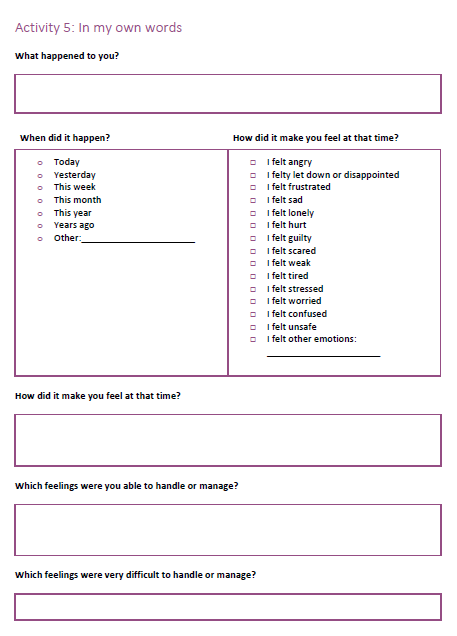 Activity 5: In my own words
What happened to you?
When did it happen?
Today
Yesterday
This week
This month
This year
Years ago
Other:
How did it make you feel at that time?
I felt angry
I felty let down or disappointed
I felt frustrated
I felt sad
I felt lonely
I felt hurt
I felt guilty
I felt scared
I felt weak
I felt tired
I felt stressed
I felt worried
I felt confused
I felt unsafe
I felt other emotions:
How did it make you feel at that time?
Which feelings were you able to handle or manage?
Which feelings were very difficult to handle or manage?